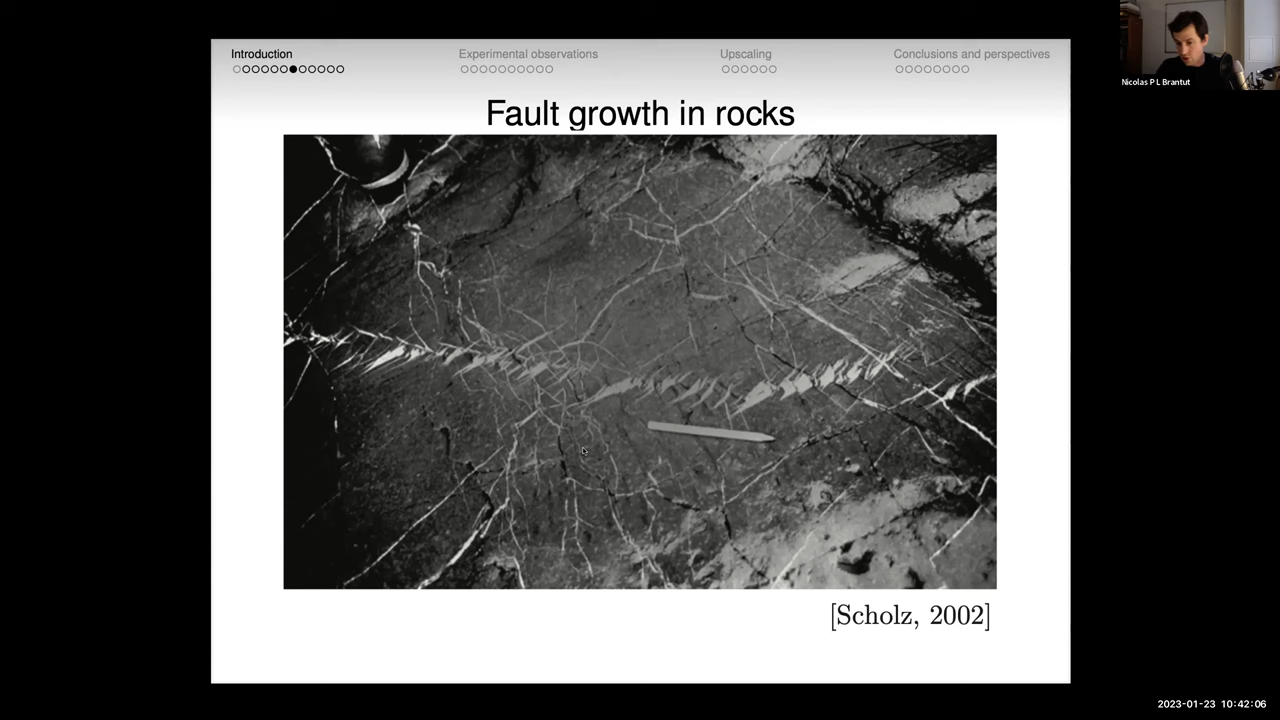 Introduction
Experimental observations
Upscaling
Conclusions and perspectives
Fault growth in rocks
[Scholz, 2002]
Nicolas P L Brantut
2023-01-23 10:42:06